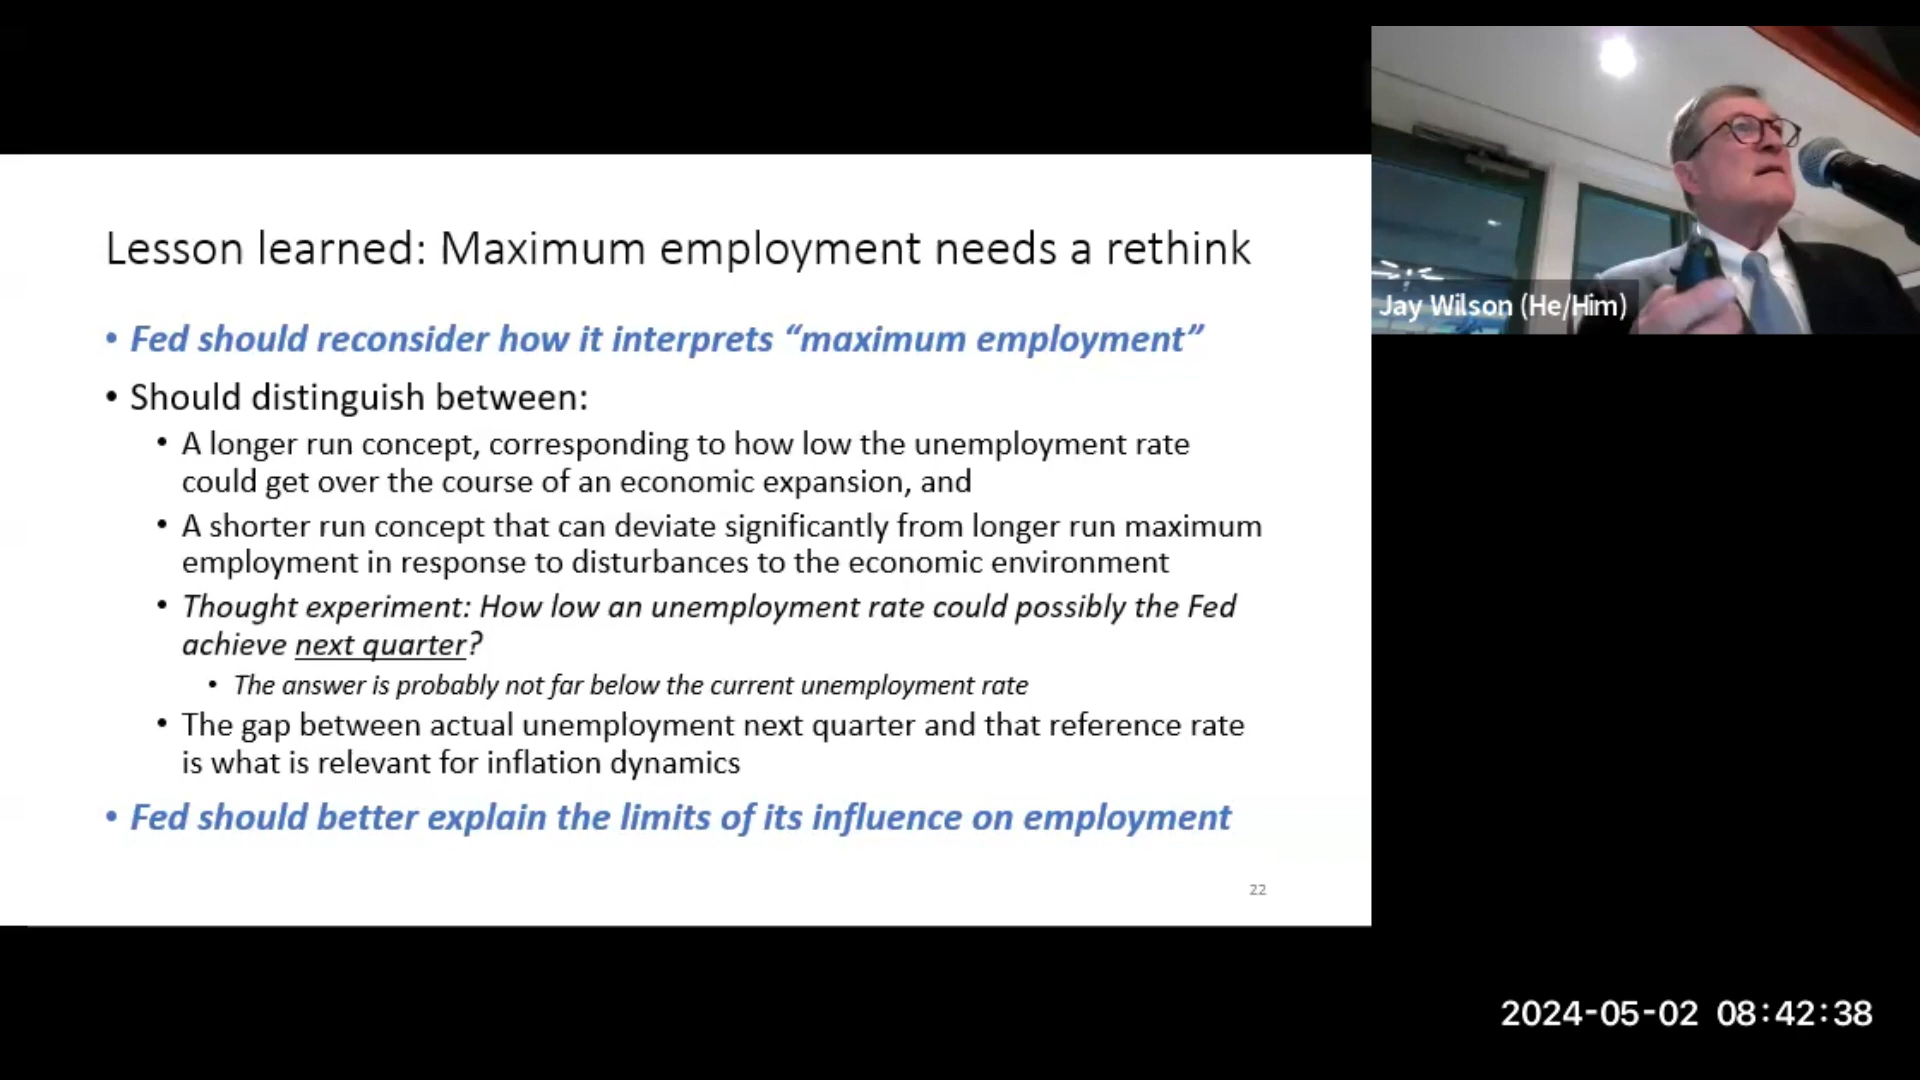 Lesson learned: Maximum employment needs a rethink
• Fed should reconsider how it interprets “maximum employment”
• Should distinguish between:
• A longer run concept, corresponding to how low the unemployment rate
could get over the course of an economic expansion, and
• A shorter run concept that can deviate significantly from longer run maximum
employment in response to disturbances to the economic environment
• Thought experiment: How low an unemployment rate could possibly the Fed
achieve next quarter?
• The answer is probably not far below the current unemployment rate
• The gap between actual unemployment next quarter and that reference rate
is what is relevant for inflation dynamics
• Fed should better explain the limits of its influence on employment
22
Jay Wilson (He/Him)
2024-05-02 08:42:38